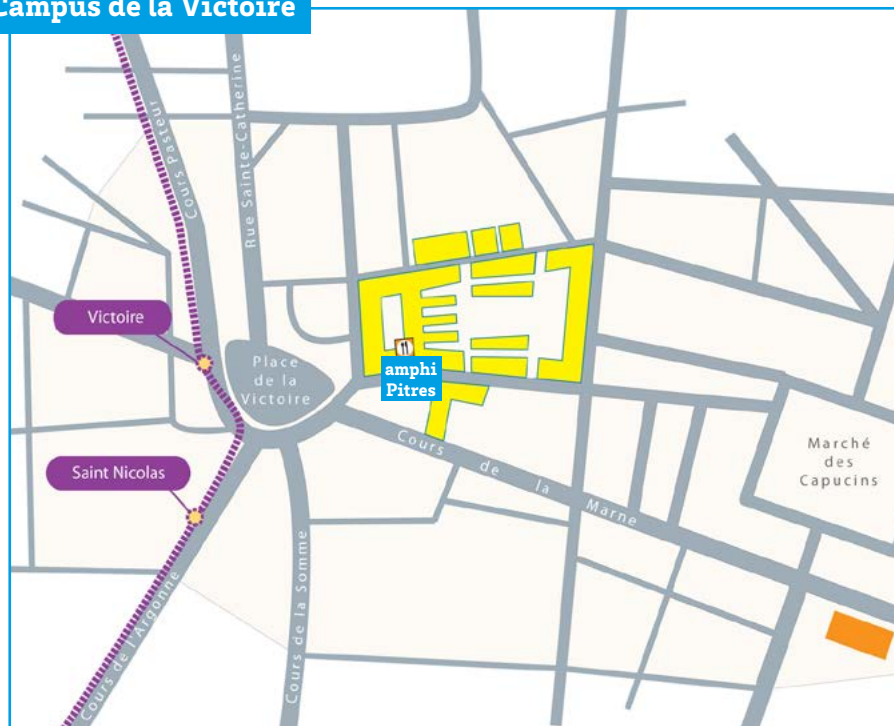 Campus de la Victoire
Cours Pasteur
Rue Sainte-Catherine
Victoire
Place
de la
Victoire
amphi
Pitres
Saint Nicolas
Cours de la Marne
Marché
des
Capucins
Cours de l'Argonne
Cours de la Somme